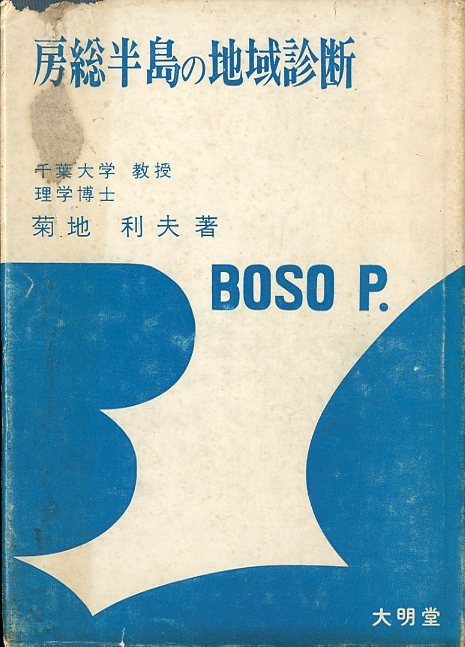 房総半島の地域診断
千葉大学 教授
理学博士
菊地 利夫著
BOSO P.
大明堂